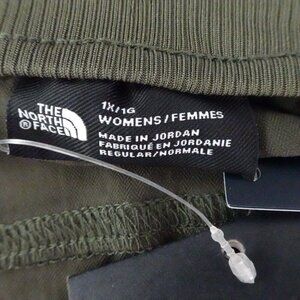 THE
NORTH
FACE
1X/1G
WOMENS/FEMMES
MADE IN JORDAN
FABRIQUÉ EN JORDANIE
REGULAR/NORMALE